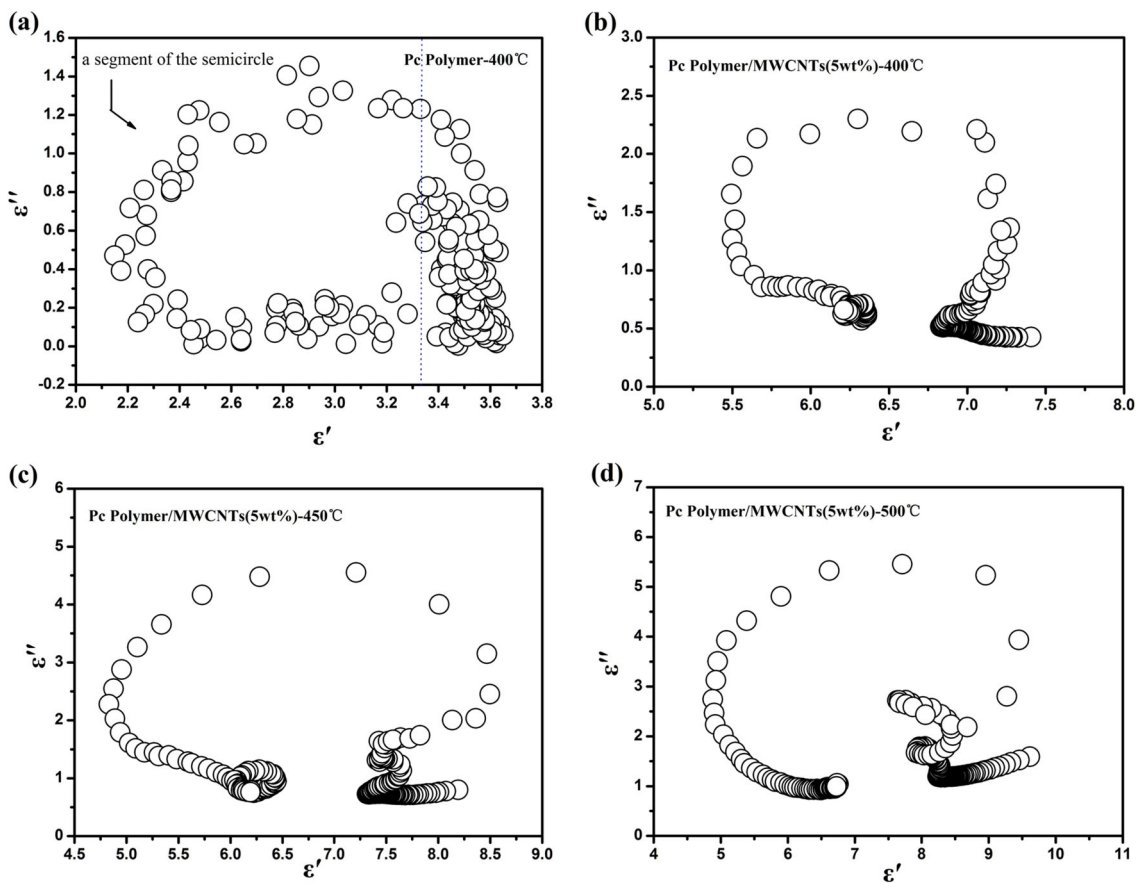 (a)
1.6
1.4
1.2
1.0
0.8
0.6
0.4
0.2
0.0
-0.2
ε″
a segment of the semicircle
Pc Polymer-400℃
2.0 2.2 2.4 2.6 2.8 3.0 3.2 3.4 3.6 3.8
ε′
(b)
3.0
2.5
2.0
1.5
1.0
0.5
0.0
ε″
Pc Polymer/MWCNTs(5wt%)-400℃
5.0 5.5 6.0 6.5 7.0 7.5 8.0
ε′
(c)
6
5
4
3
2
1
0
ε″
Pc Polymer/MWCNTs(5wt%)-450℃
4.5 5.0 5.5 6.0 6.5 7.0 7.5 8.0 8.5 9.0
ε′
(d)
7
6
5
4
3
2
1
0
ε″
Pc Polymer/MWCNTs(5wt%)-500℃
4 5 6 7 8 9 10 11
ε′